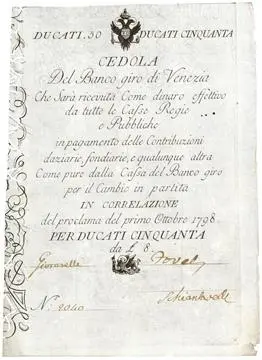 DUCATI. 50 DUCATI CINQUANTA
CEDOLA
Del Banco giro di Venezia
Che Sarà ricevuta Come dinaro effettivo
da tutte le Casse Regie
e Pubbliche
in pagamento delle Contribuzioni
daziarie, fondiarie, e qualunque altra
Come pure dalla Cassa del Banco giro
per il Cambio in partita
IN CORRELAZIONE
del proclama del primo Ottobre 1798
PER DUCATI CINQUANTA
da £ 8
N.º 2040